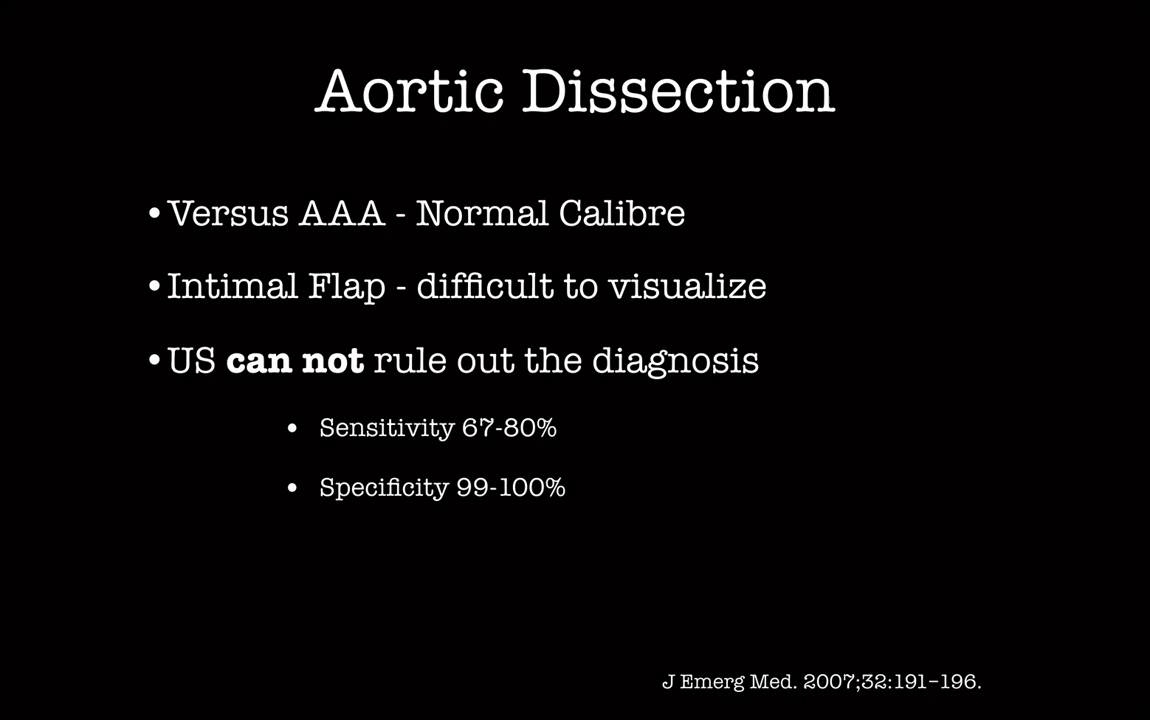 Aortic Dissection
• Versus AAA - Normal Calibre
• Intimal Flap - difficult to visualize
• US can not rule out the diagnosis
• Sensitivity 67-80%
• Specificity 99-100%
J Emerg Med. 2007;32:191–196.